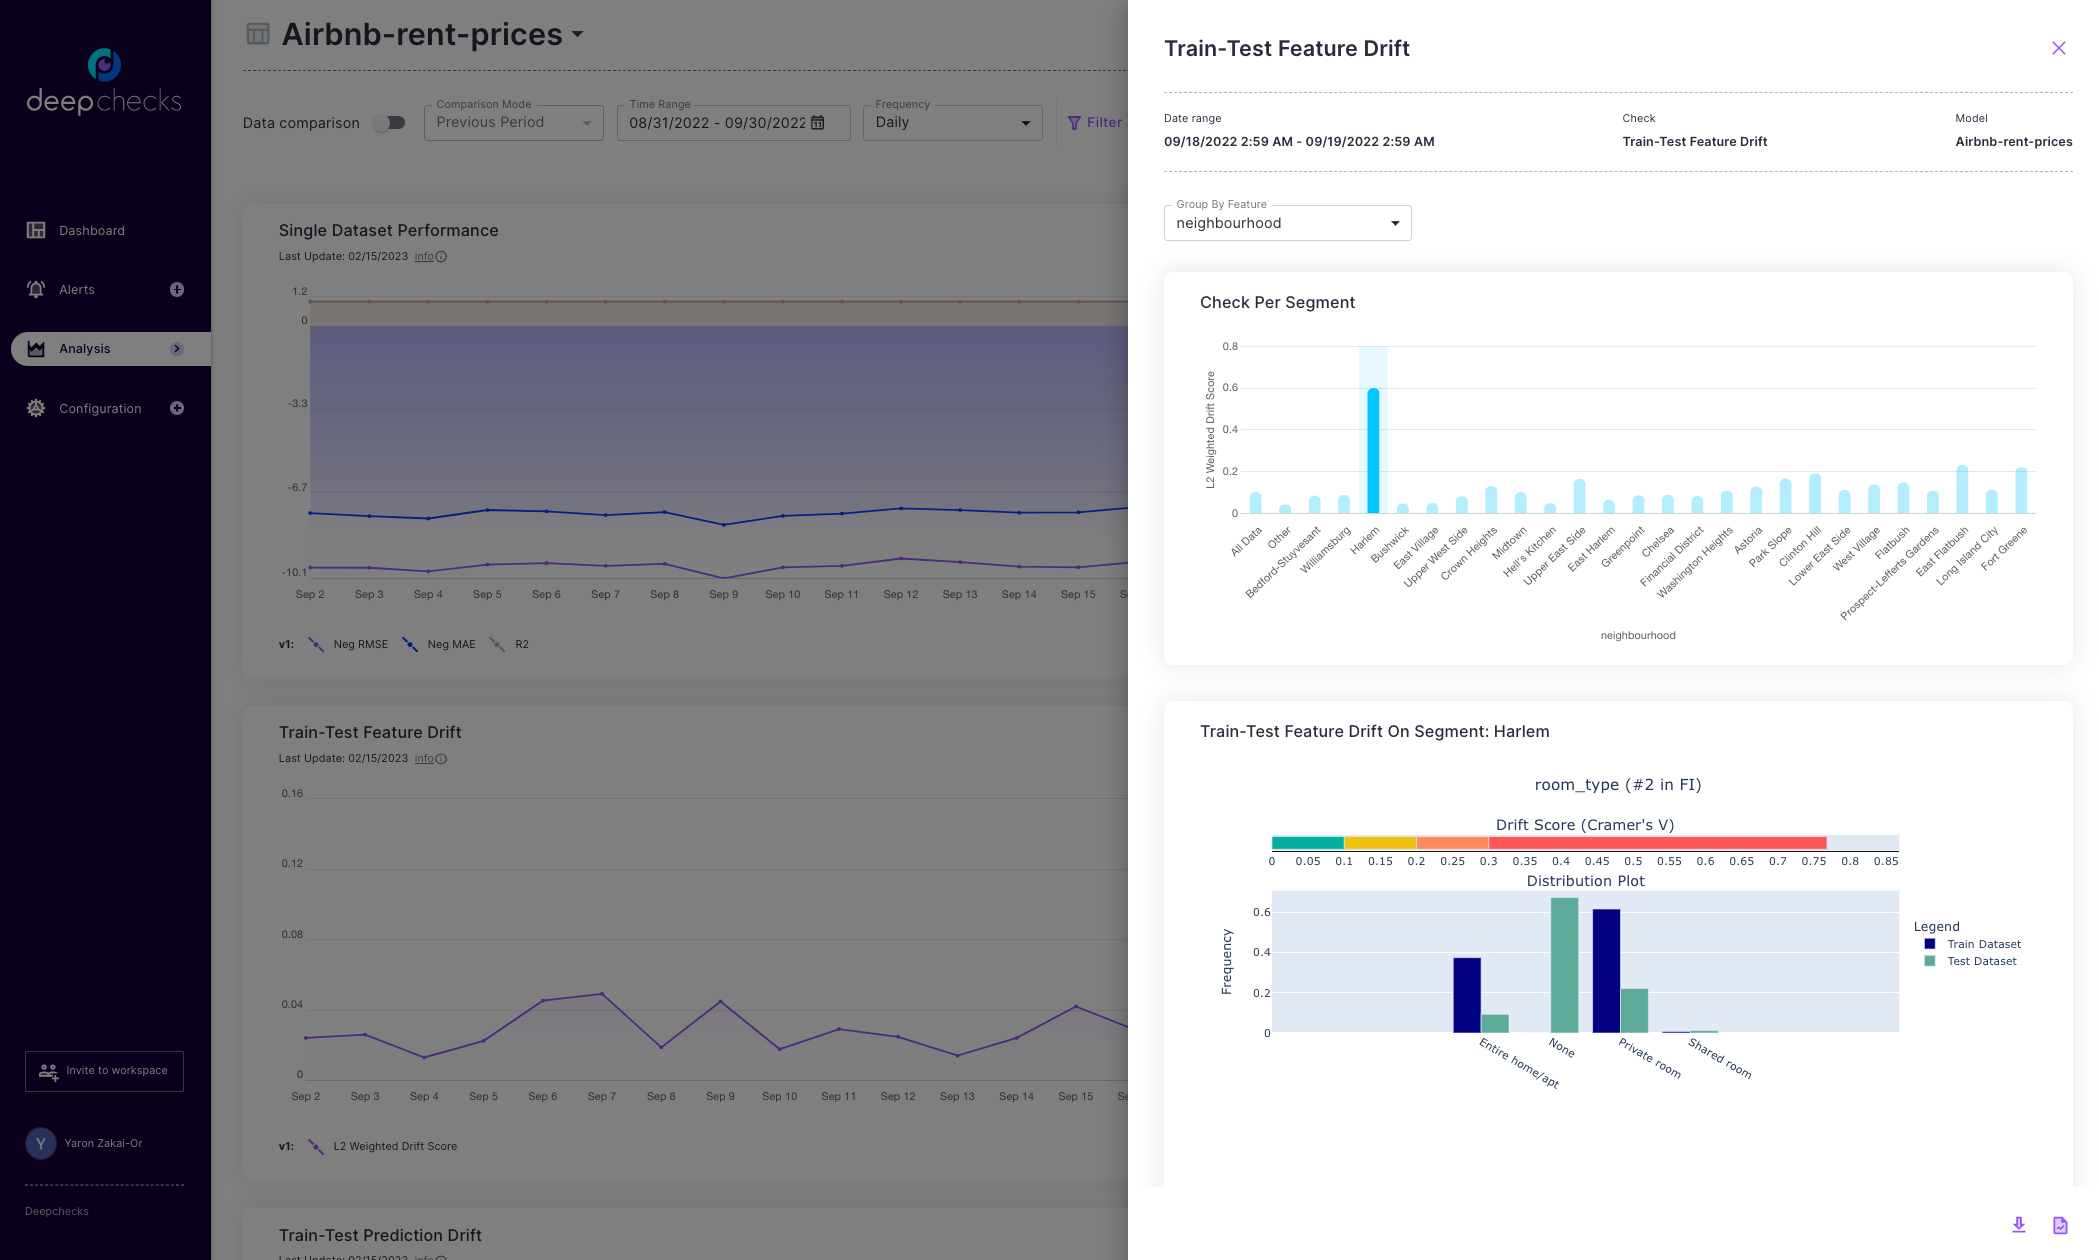 deepchecks
Dashboard
Alerts
Analysis
Configuration
Invite to workspace
Y
Yaron Zakai-Or
Deepchecks
Airbnb-rent-prices
Data comparison
Comparison Mode
Previous Period
Time Range
08/31/2022 - 09/30/2022
Frequency
Daily
Filter
Single Dataset Performance
Last Update: 02/15/2023 info
1.2
0
-3.3
-6.7
-10.1
Sep 2 Sep 3 Sep 4 Sep 5 Sep 6 Sep 7 Sep 8 Sep 9 Sep 10 Sep 11 Sep 12 Sep 13 Sep 14 Sep 15 S
v1: Neg RMSE Neg MAE R2
Train-Test Feature Drift
Last Update: 02/15/2023 info
0.16
0.12
0.08
0.04
0
Sep 2 Sep 3 Sep 4 Sep 5 Sep 6 Sep 7 Sep 8 Sep 9 Sep 10 Sep 11 Sep 12 Sep 13 Sep 14 Sep 15 Se
v1: L2 Weighted Drift Score
Train-Test Prediction Drift
Last Update: 02/15/2023 info
Train-Test Feature Drift
Date range
09/18/2022 2:59 AM - 09/19/2022 2:59 AM
Check
Train-Test Feature Drift
Model
Airbnb-rent-prices
Group By Feature
neighbourhood
Check Per Segment
L2 Weighted Drift Score
0.8
0.6
0.4
0.2
0
All Data
Other
Bedford-Stuyvesant
Williamsburg
Harlem
Bushwick
East Village
Upper West Side
Crown Heights
Midtown
Hell's Kitchen
Upper East Side
East Harlem
Greenpoint
Chelsea
Financial District
Washington Heights
Astoria
Park Slope
Clinton Hill
Lower East Side
West Village
Flatbush
Prospect-Lefferts Gardens
East Flatbush
Long Island City
Fort Greene
neighbourhood
Train-Test Feature Drift On Segment: Harlem
room_type (#2 in FI)
Drift Score (Cramer's V)
0 0.05 0.1 0.15 0.2 0.25 0.3 0.35 0.4 0.45 0.5 0.55 0.6 0.65 0.7 0.75 0.8 0.85
Distribution Plot
Frequency
0.6
0.4
0.2
0
Entire home/apt
None
Private room
Shared room
Legend
Train Dataset
Test Dataset